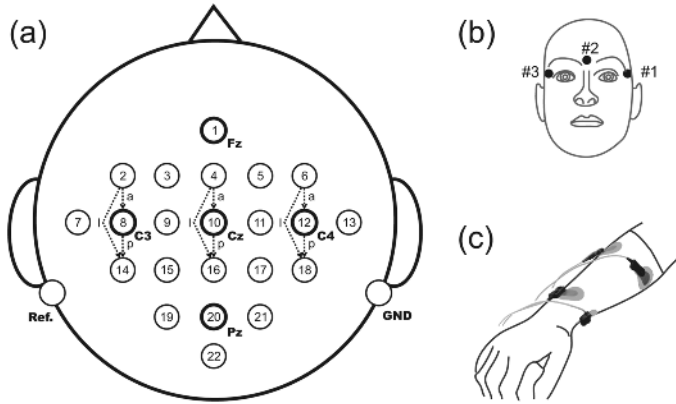 (a)
1
Fz
2 3 4 5 6
a a a
7 l 8 C3 9 l 10 Cz 11 l 12 C4 13
p p p
14 15 16 17 18
Ref. GND
19 20 21
Pz
22
(b)
#2
#3 #1
(c)